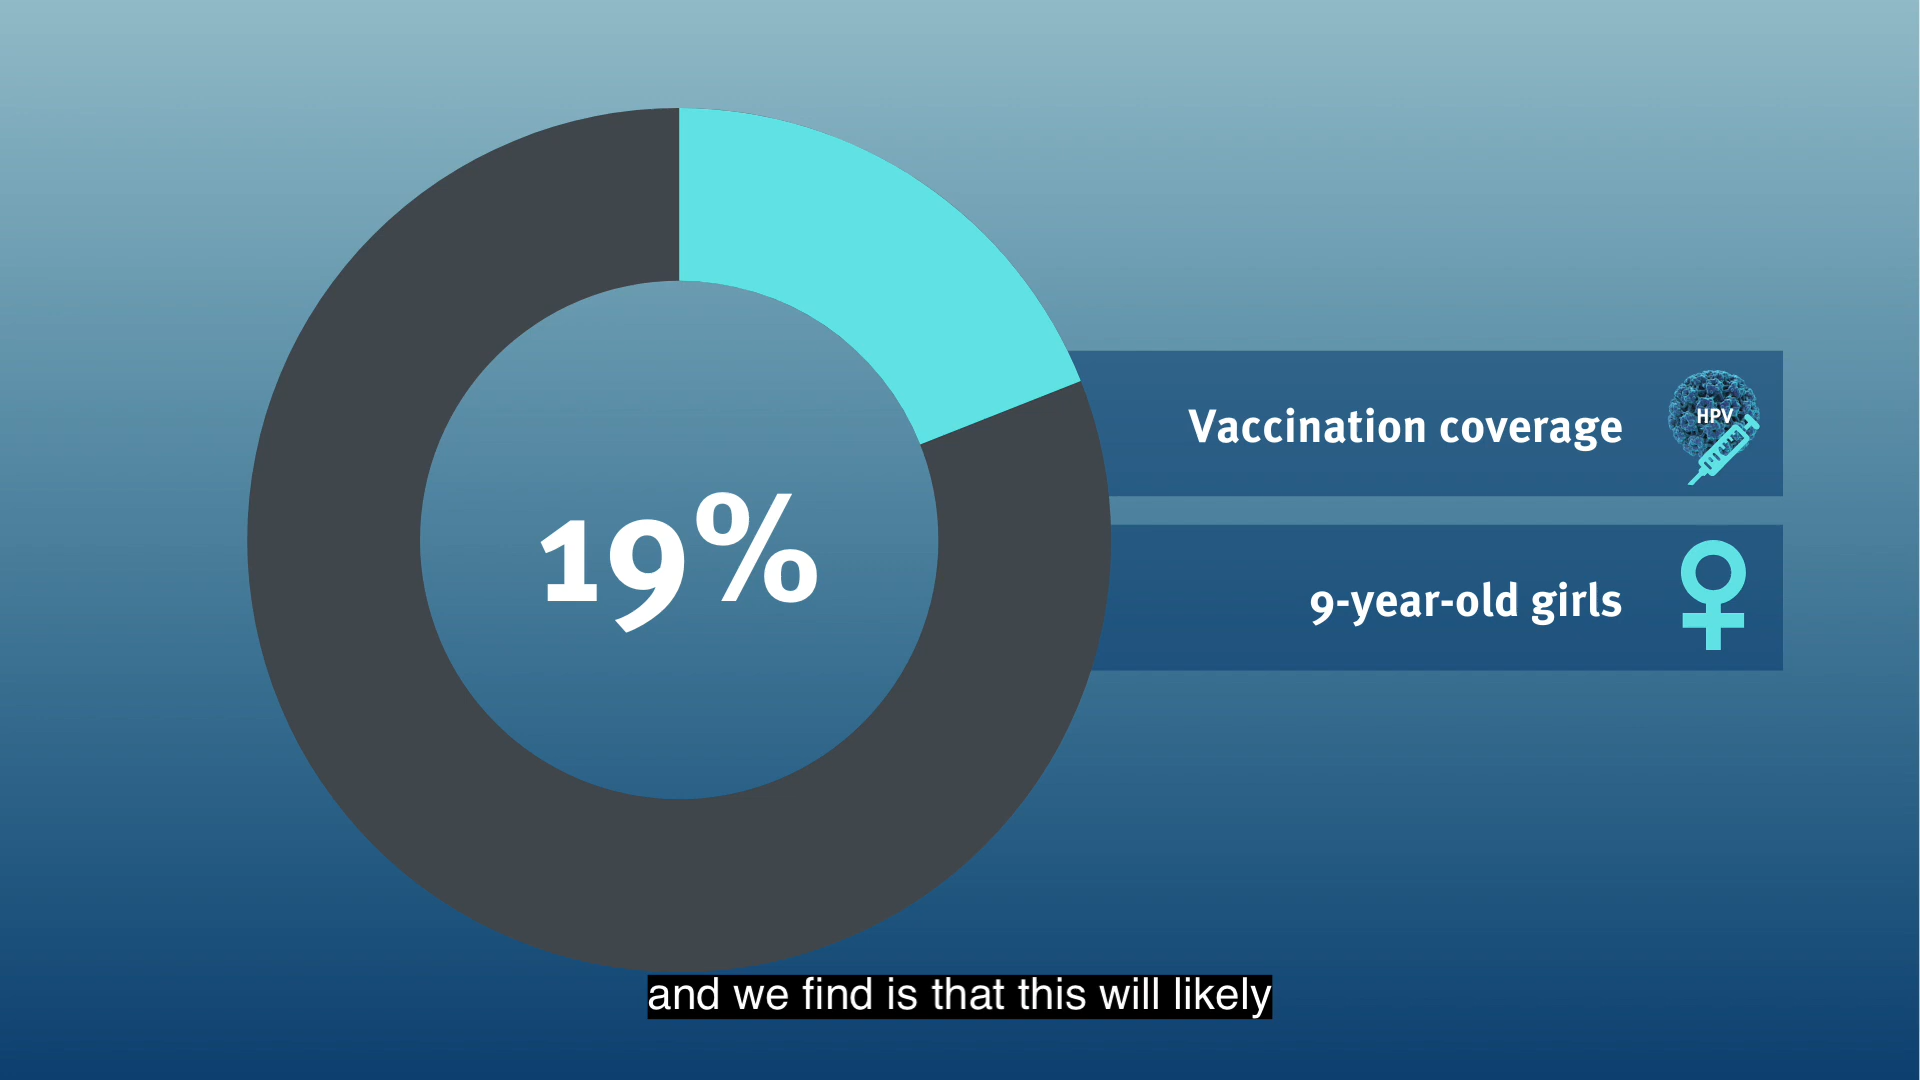 19%
Vaccination coverage
HPV
9-year-old girls
and we find is that this will likely